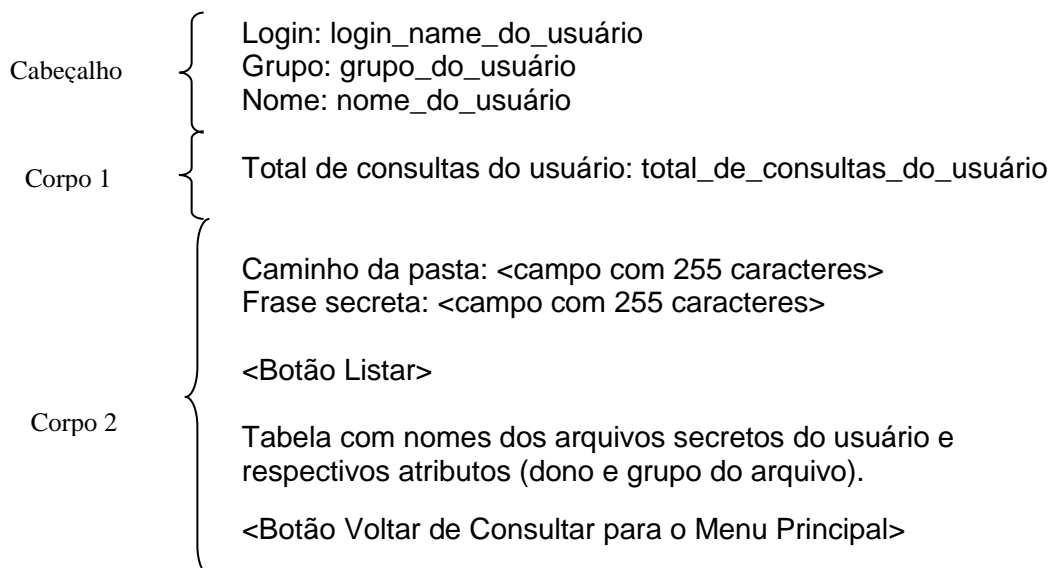 Cabeçalho
Login: login_name_do_usuário
Grupo: grupo_do_usuário
Nome: nome_do_usuário
Corpo 1
Total de consultas do usuário: total_de_consultas_do_usuário
Corpo 2
Caminho da pasta: <campo com 255 caracteres>
Frase secreta: <campo com 255 caracteres>
<Botão Listar>
Tabela com nomes dos arquivos secretos do usuário e
respectivos atributos (dono e grupo do arquivo).
<Botão Voltar de Consultar para o Menu Principal>